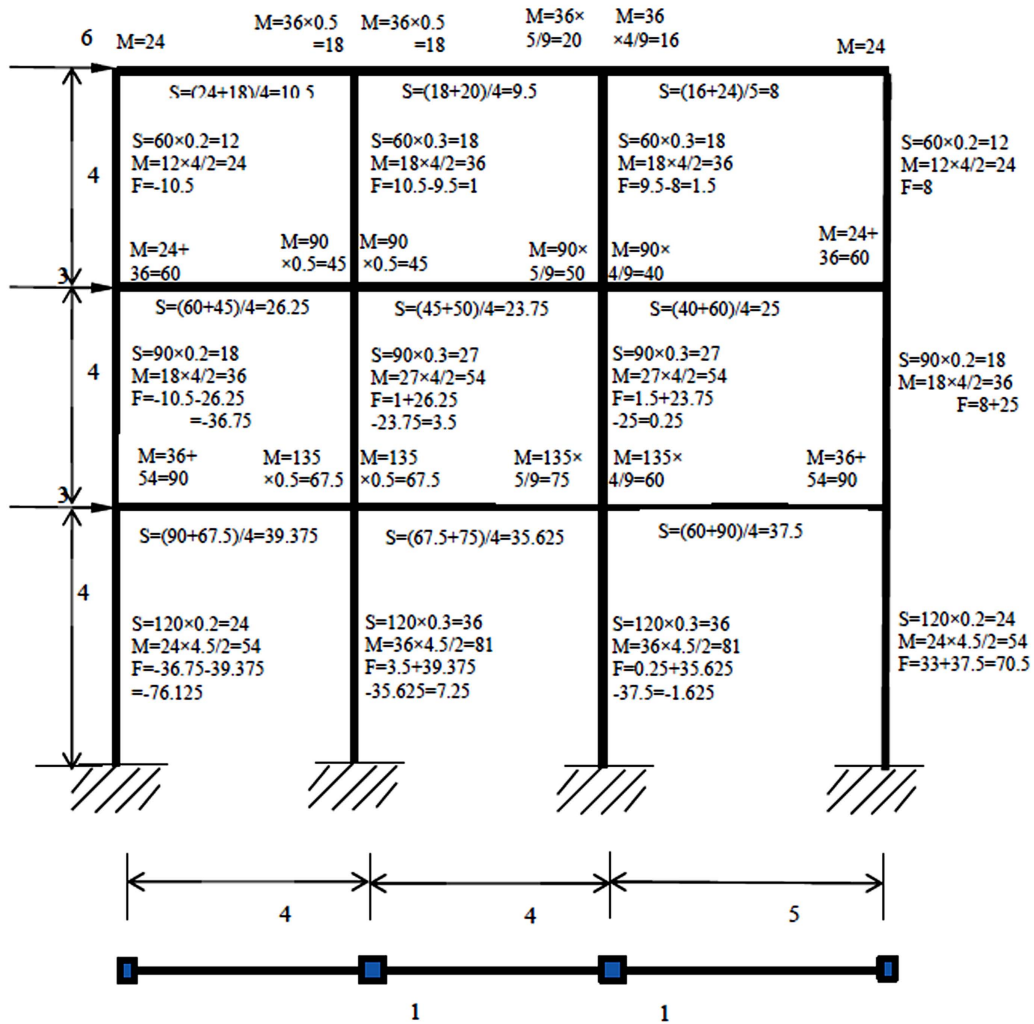 6
M=24
M=36×0.5
=18
M=36×0.5
=18
M=36×
5/9=20
M=36
×4/9=16
M=24
S=(24+18)/4=10.5
S=(18+20)/4=9.5
S=(16+24)/5=8
4
S=60×0.2=12
M=12×4/2=24
F=-10.5
S=60×0.3=18
M=18×4/2=36
F=10.5-9.5=1
S=60×0.3=18
M=18×4/2=36
F=9.5-8=1.5
S=60×0.2=12
M=12×4/2=24
F=8
M=24+
36=60
M=90
×0.5=45
M=90
×0.5=45
M=90×
5/9=50
M=90×
4/9=40
M=24+
36=60
3
S=(60+45)/4=26.25
S=(45+50)/4=23.75
S=(40+60)/4=25
4
S=90×0.2=18
M=18×4/2=36
F=-10.5-26.25
=-36.75
S=90×0.3=27
M=27×4/2=54
F=1+26.25
-23.75=3.5
S=90×0.3=27
M=27×4/2=54
F=1.5+23.75
-25=0.25
S=90×0.2=18
M=18×4/2=36
F=8+25
M=36+
54=90
M=135
×0.5=67.5
M=135
×0.5=67.5
M=135×
5/9=75
M=135×
4/9=60
M=36+
54=90
3
S=(90+67.5)/4=39.375
S=(67.5+75)/4=35.625
S=(60+90)/4=37.5
4
S=120×0.2=24
M=24×4.5/2=54
F=-36.75-39.375
=-76.125
S=120×0.3=36
M=36×4.5/2=81
F=3.5+39.375
-35.625=7.25
S=120×0.3=36
M=36×4.5/2=81
F=0.25+35.625
-37.5=-1.625
S=120×0.2=24
M=24×4.5/2=54
F=33+37.5=70.5
4
4
5
1
1